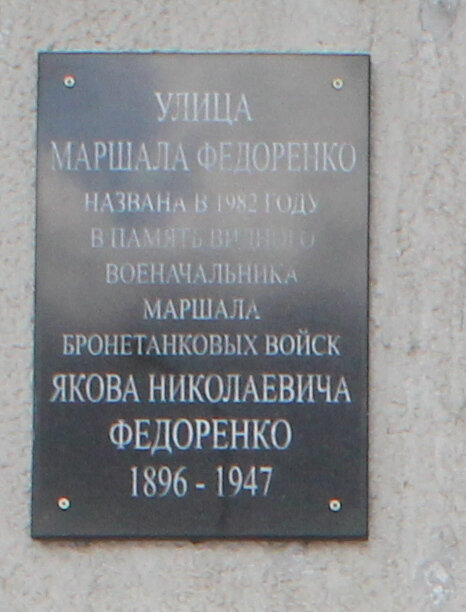 УЛИЦА
МАРШАЛА ФЕДОРЕНКО
НАЗВАНА В 1982 ГОДУ
В ПАМЯТЬ ВИДНОГО
ВОЕНАЧАЛЬНИКА
МАРШАЛА
БРОНЕТАНКОВЫХ ВОЙСК
ЯКОВА НИКОЛАЕВИЧА
ФЕДОРЕНКО
1896 - 1947